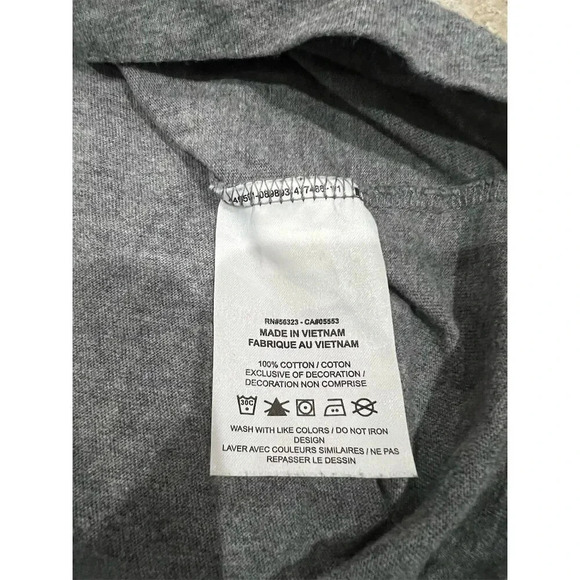 RN#56323 - CA#05553
MADE IN VIETNAM
FABRIQUE AU VIETNAM
100% COTTON / COTON
EXCLUSIVE OF DECORATION /
DECORATION NON COMPRISE
30C
WASH WITH LIKE COLORS / DO NOT IRON
DESIGN
LAVER AVEC COULEURS SIMILAIRES / NE PAS
REPASSER LE DESSIN